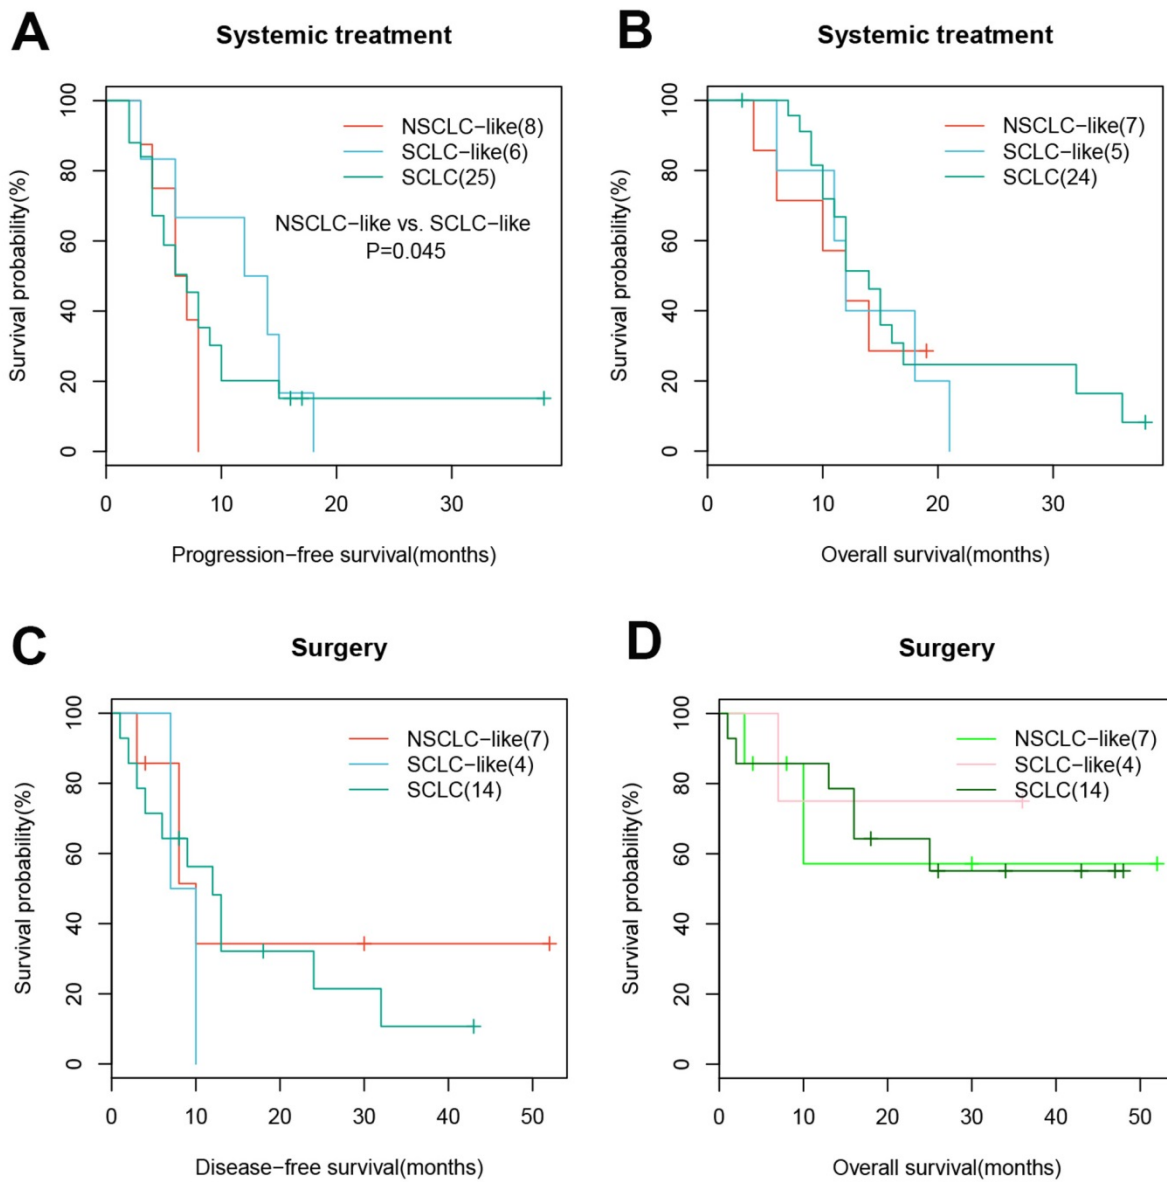 A
Systemic treatment
Survival probability(%)
100
80
60
40
20
0
NSCLC−like(8)
SCLC−like(6)
SCLC(25)
NSCLC−like vs. SCLC−like
P=0.045
0 10 20 30
Progression−free survival(months)
B
Systemic treatment
Survival probability(%)
100
80
60
40
20
0
NSCLC−like(7)
SCLC−like(5)
SCLC(24)
0 10 20 30
Overall survival(months)
C
Surgery
Survival probability(%)
100
80
60
40
20
0
NSCLC−like(7)
SCLC−like(4)
SCLC(14)
0 10 20 30 40 50
Disease−free survival(months)
D
Surgery
Survival probability(%)
100
80
60
40
20
0
NSCLC−like(7)
SCLC−like(4)
SCLC(14)
0 10 20 30 40 50
Overall survival(months)